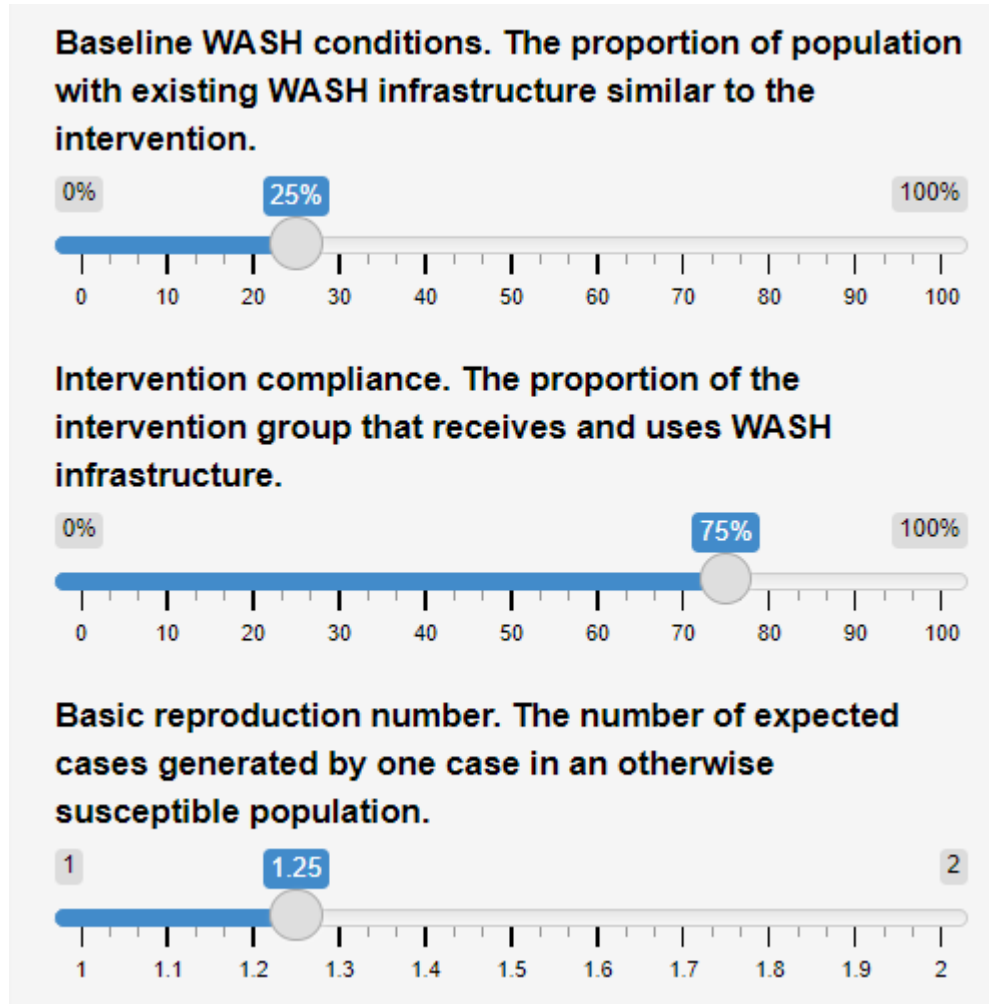 Baseline WASH conditions. The proportion of population
with existing WASH infrastructure similar to the
intervention.
0% 25% 100%
0 10 20 30 40 50 60 70 80 90 100
Intervention compliance. The proportion of the
intervention group that receives and uses WASH
infrastructure.
0% 75% 100%
0 10 20 30 40 50 60 70 80 90 100
Basic reproduction number. The number of expected
cases generated by one case in an otherwise
susceptible population.
1 1.25 2
1 1.1 1.2 1.3 1.4 1.5 1.6 1.7 1.8 1.9 2